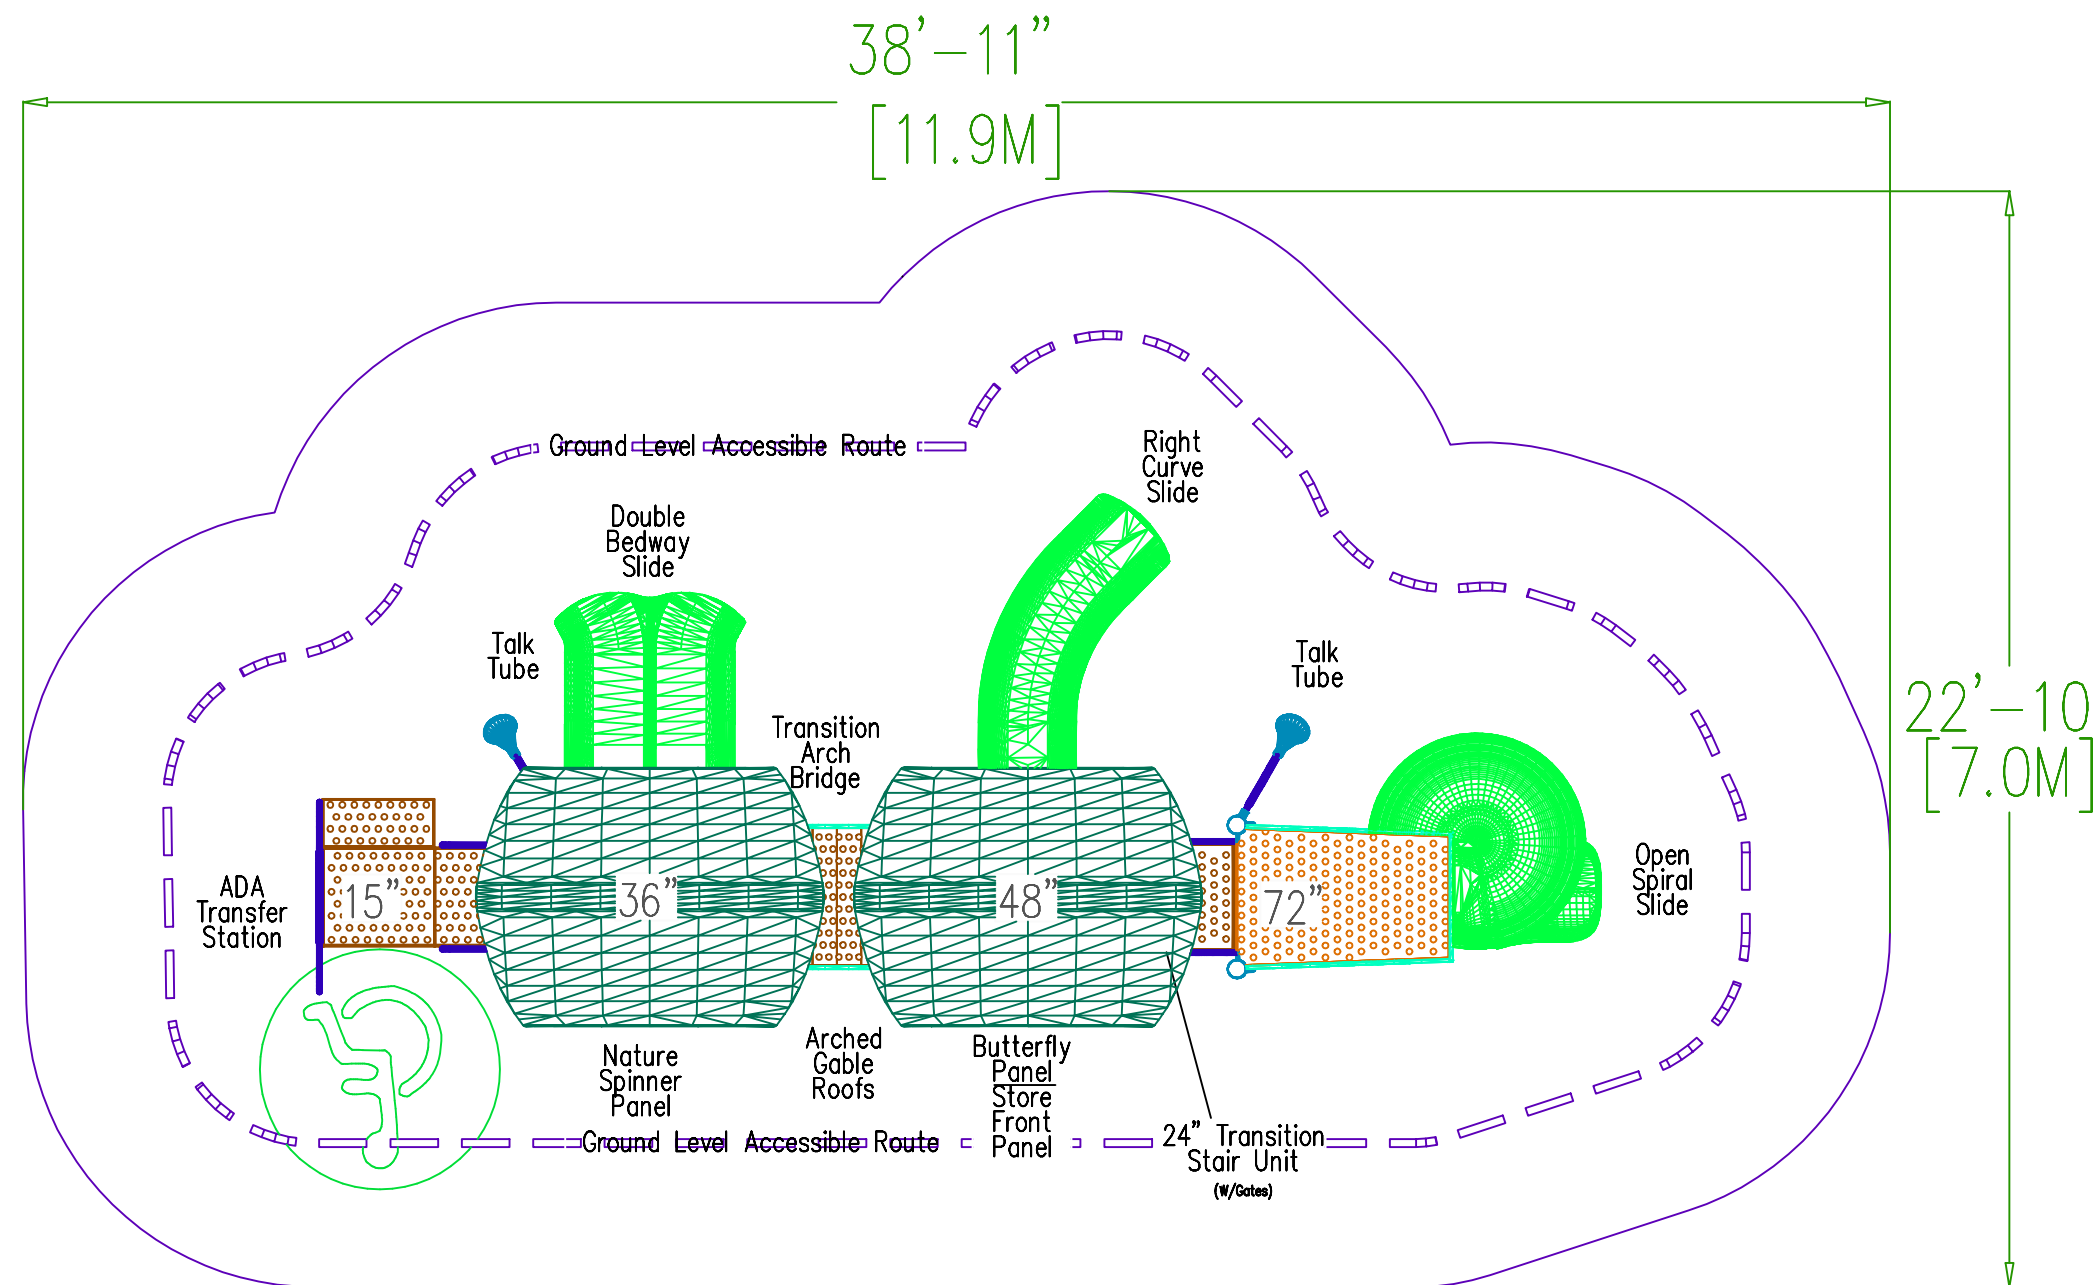 38’-11”
[11.9M]
Ground Level Accessible Route
Right
Curve
Slide
Double
Bedway
Slide
Talk
Tube
Talk
Tube
Transition
Arch
Bridge
22’-10
[7.0M]
ADA
Transfer
Station
15”
36”
48”
72”
Open
Spiral
Slide
Nature
Spinner
Panel
Arched
Gable
Roofs
Butterfly
Panel
Store
Front
Panel
Ground Level Accessible Route
24” Transition
Stair Unit
(W/Gates)